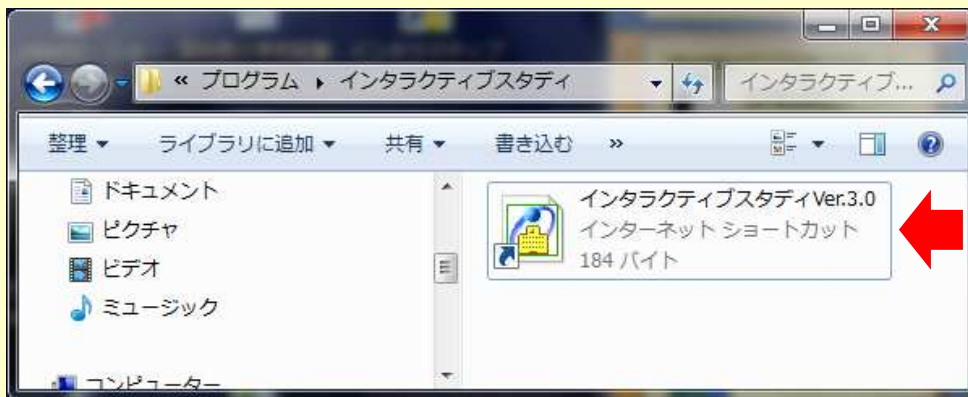 « プログラム ▸ インタラクティブスタディ
インタラクティブ...
整理 ライブラリに追加 共有 書き込む »
ドキュメント
ピクチャ
ビデオ
ミュージック
コンピューター
インタラクティブスタディVer.3.0
インターネット ショートカット
184 バイト